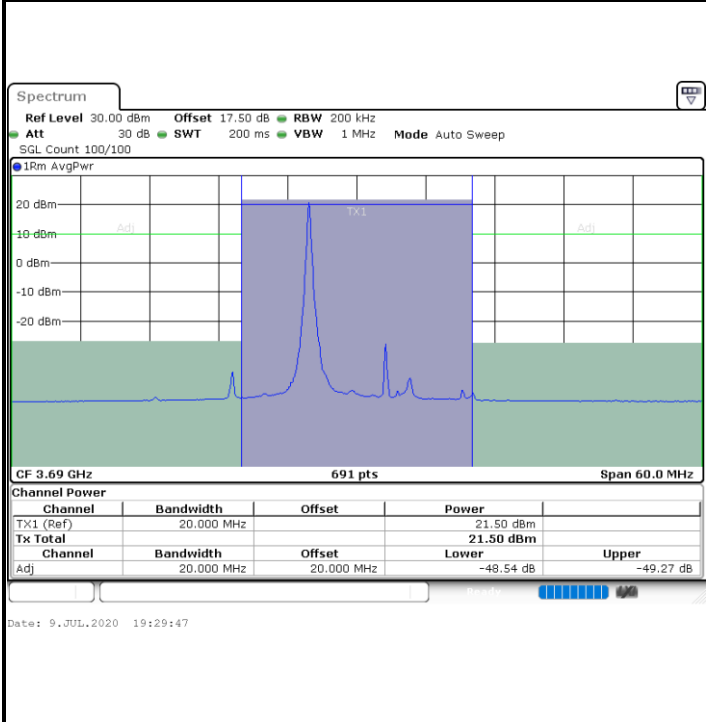 Spectrum
Ref Level 30.00 dBm Offset 17.50 dB RBW 200 kHz
Att 30 dB SWT 200 ms VBW 1 MHz Mode Auto Sweep
SGL Count 100/100
1Rm AvgPwr
20 dBm
TX1
Adj
Adj
10 dBm
0 dBm
-10 dBm
-20 dBm
CF 3.69 GHz 691 pts Span 60.0 MHz
Channel Power
Channel Bandwidth Offset Power
TX1 (Ref) 20.000 MHz 21.50 dBm
Tx Total 21.50 dBm
Channel Bandwidth Offset Lower Upper
Adj 20.000 MHz 20.000 MHz -48.54 dB -49.27 dB
Ready
Date: 9.JUL.2020 19:29:47